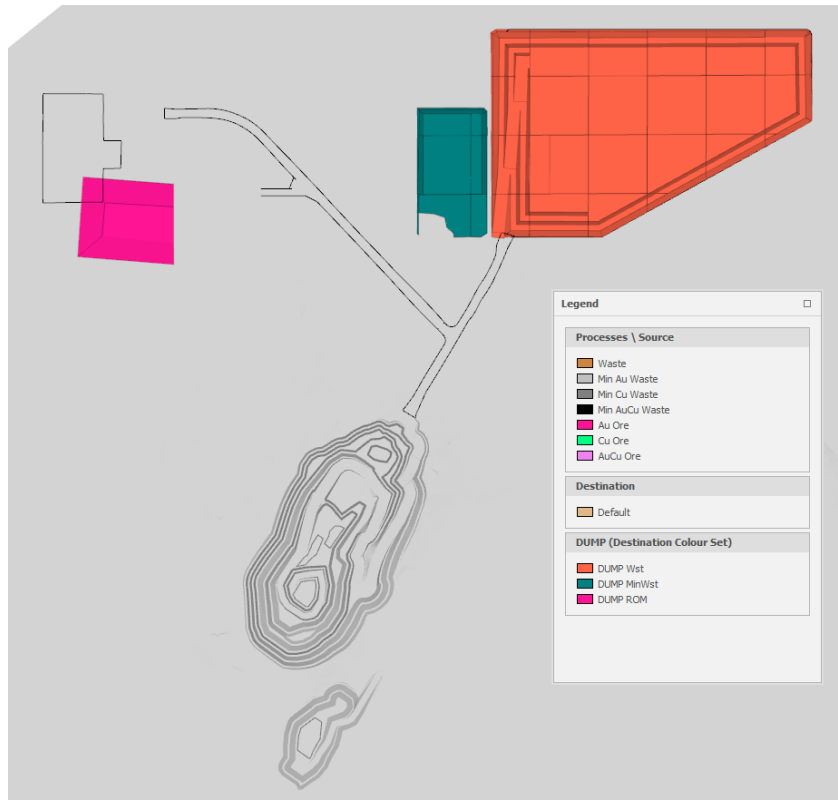 Legend
Processes \ Source
Waste
Min Au Waste
Min Cu Waste
Min AuCu Waste
Au Ore
Cu Ore
AuCu Ore
Destination
Default
DUMP (Destination Colour Set)
DUMP Wst
DUMP MinWst
DUMP ROM